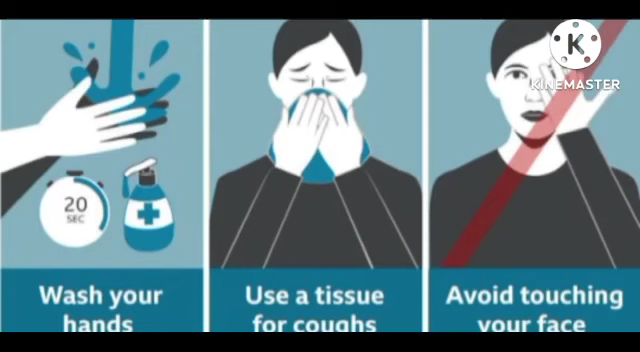 K
KINEMASTER
20
SEC
Wash your
hands
Use a tissue
for coughs
Avoid touching
your face